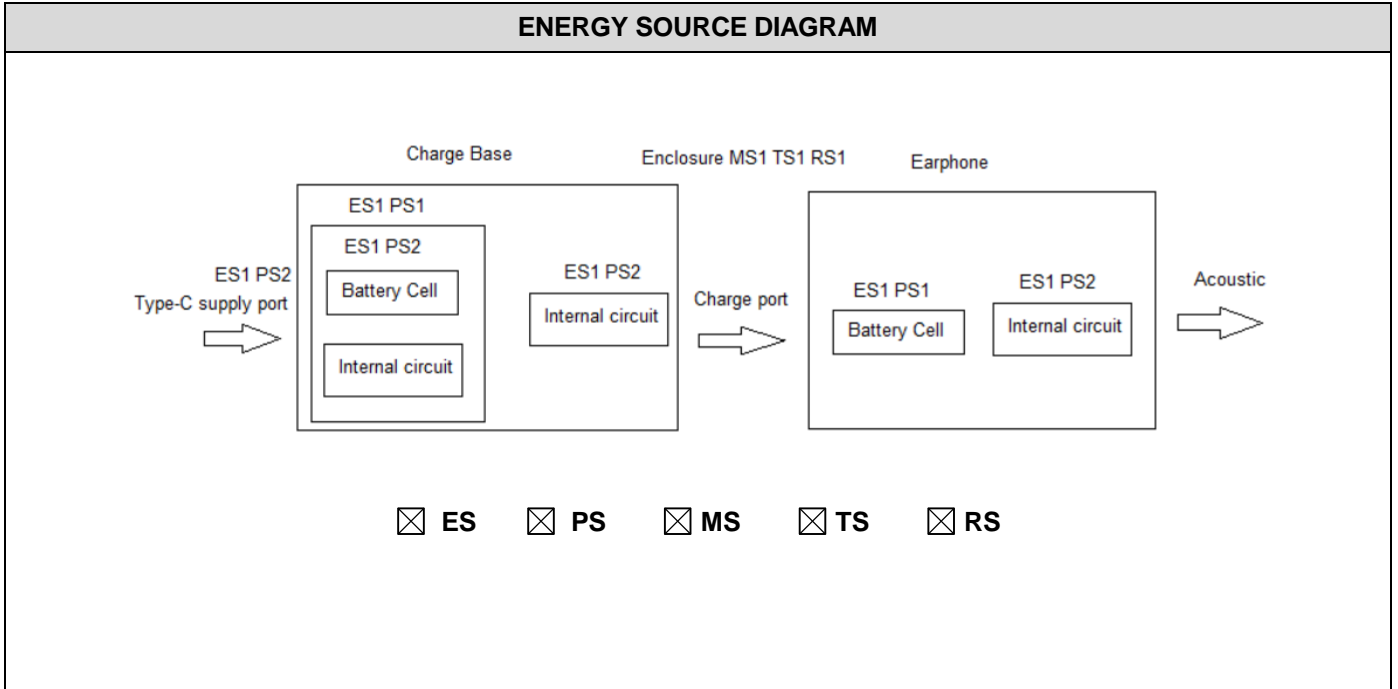 ENERGY SOURCE DIAGRAM
Charge Base
Enclosure MS1 TS1 RS1
Earphone
ES1 PS1
ES1 PS2
Battery Cell
Internal circuit
ES1 PS2
Type-C supply port
ES1 PS2
Internal circuit
Charge port
ES1 PS1
Battery Cell
ES1 PS2
Internal circuit
Acoustic
☒ ES ☒ PS ☒ MS ☒ TS ☒ RS